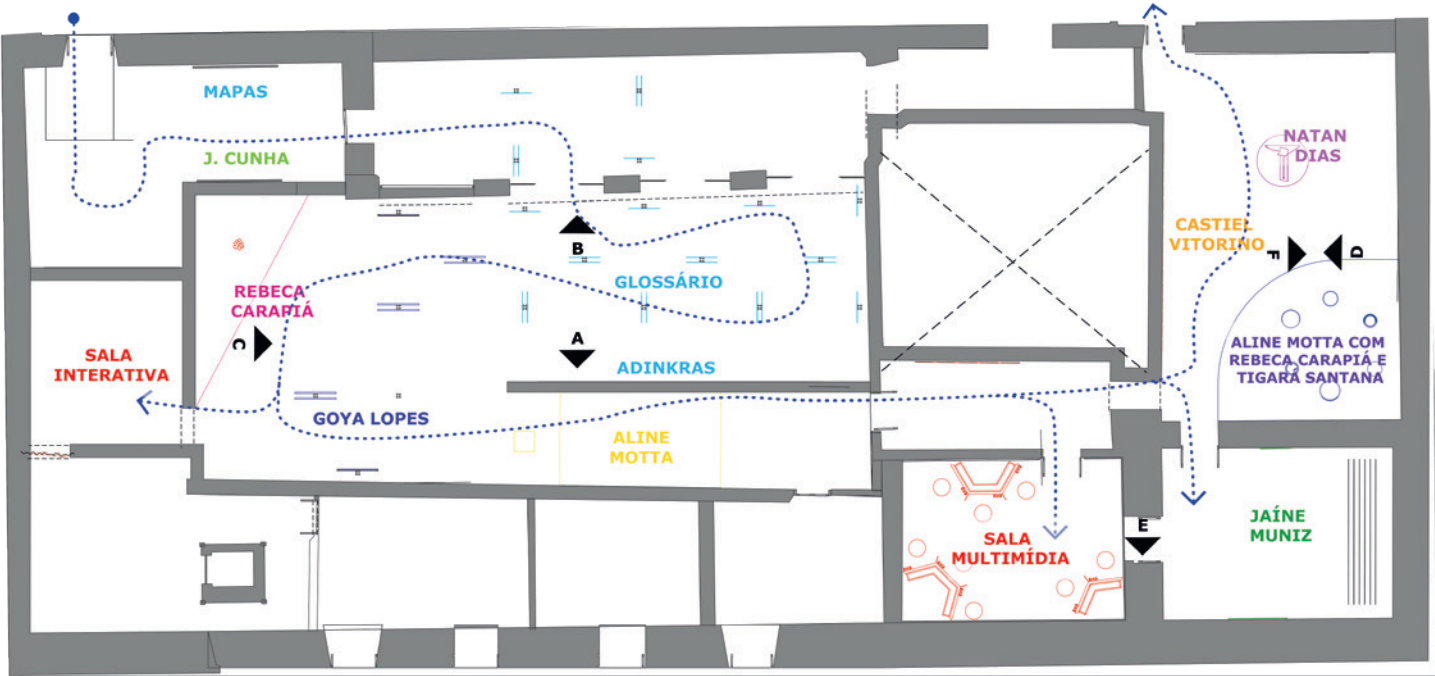 MAPAS
J. CUNHA
NATAN
DIAS
CASTIEL
VITORINO
B
GLOSSÁRIO
F
D
REBECA
CARAPIÁ
C
A
SALA
INTERATIVA
ADINKRAS
ALINE MOTTA COM
REBECA CARAPIÁ E
TIGARÁ SANTANA
GOYA LOPES
ALINE
MOTTA
SALA
MULTIMÍDIA
E
JAÍNE
MUNIZ